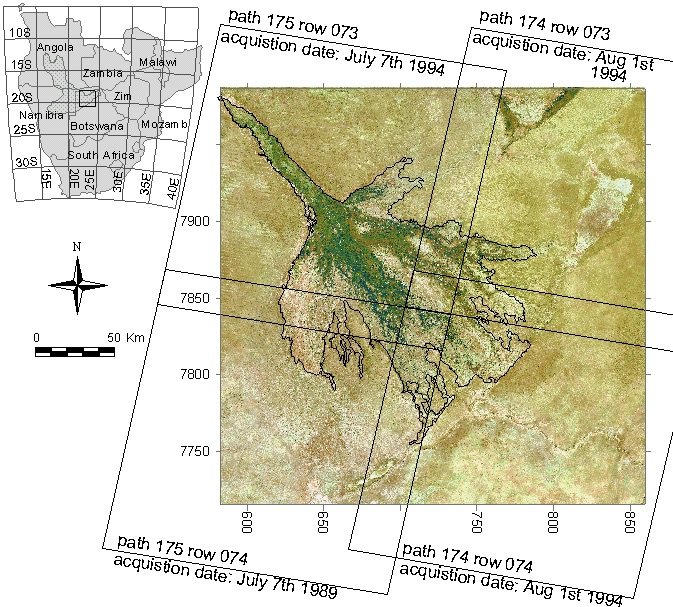 path 175 row 073
acquistion date: July 7th 1994
path 174 row 073
acquistion date: Aug 1st
1994
10S
15S
20S
25S
30S
Angola
Zambia
Malawi
Zim
Namibia
Botswana
Mozamb
South Africa
15E
20E
25E
30E
35E
40E
N
0 50 Km
7900
7850
7800
7750
600
650
750
800
850
path 175 row 074
acquistion date: July 7th 1989
path 174 row 074
acquistion date: Aug 1st 1994